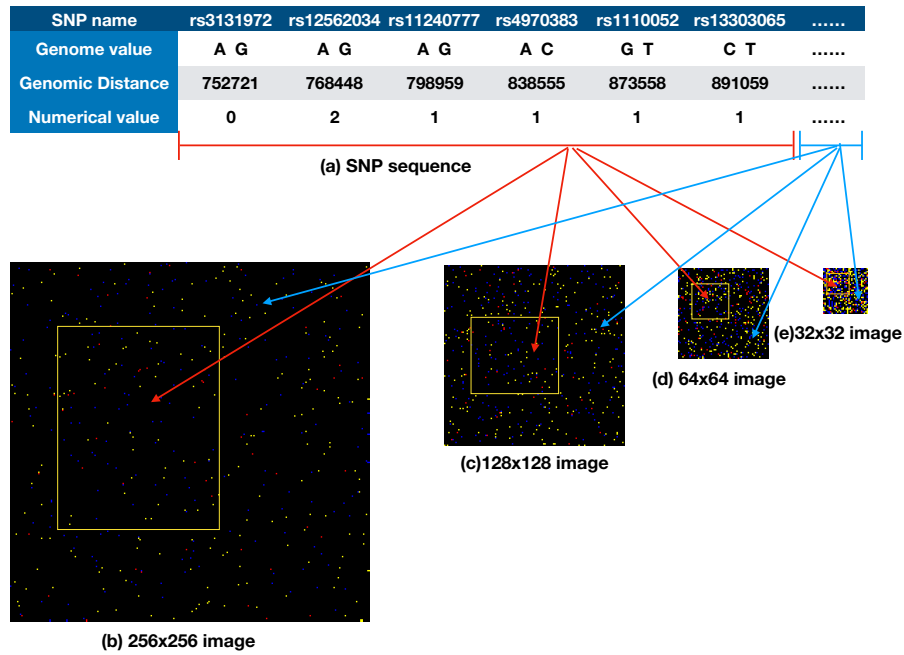 SNP name rs3131972 rs12562034 rs11240777 rs4970383 rs1110052 rs13303065 ......
Genome value A G A G A G A C G T C T ......
Genomic Distance 752721 768448 798959 838555 873558 891059 ......
Numerical value 0 2 1 1 1 1 ......
(a) SNP sequence
(e)32x32 image
(d) 64x64 image
(c)128x128 image
(b) 256x256 image